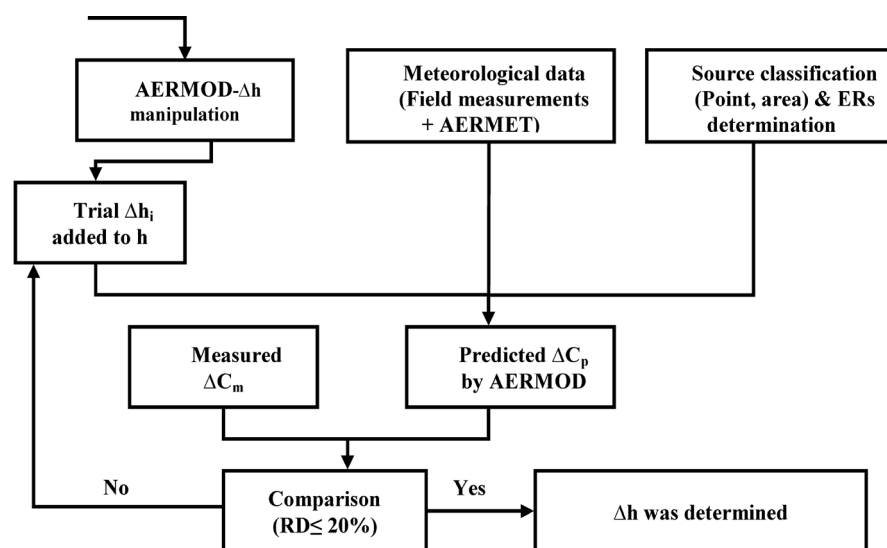 AERMOD-Δh
manipulation
Meteorological data
(Field measurements
+ AERMET)
Source classification
(Point, area) & ERs
determination
Trial Δhi
added to h
Measured
ΔCm
Predicted ΔCp
by AERMOD
No
Comparison
(RD≤ 20%)
Yes
Δh was determined